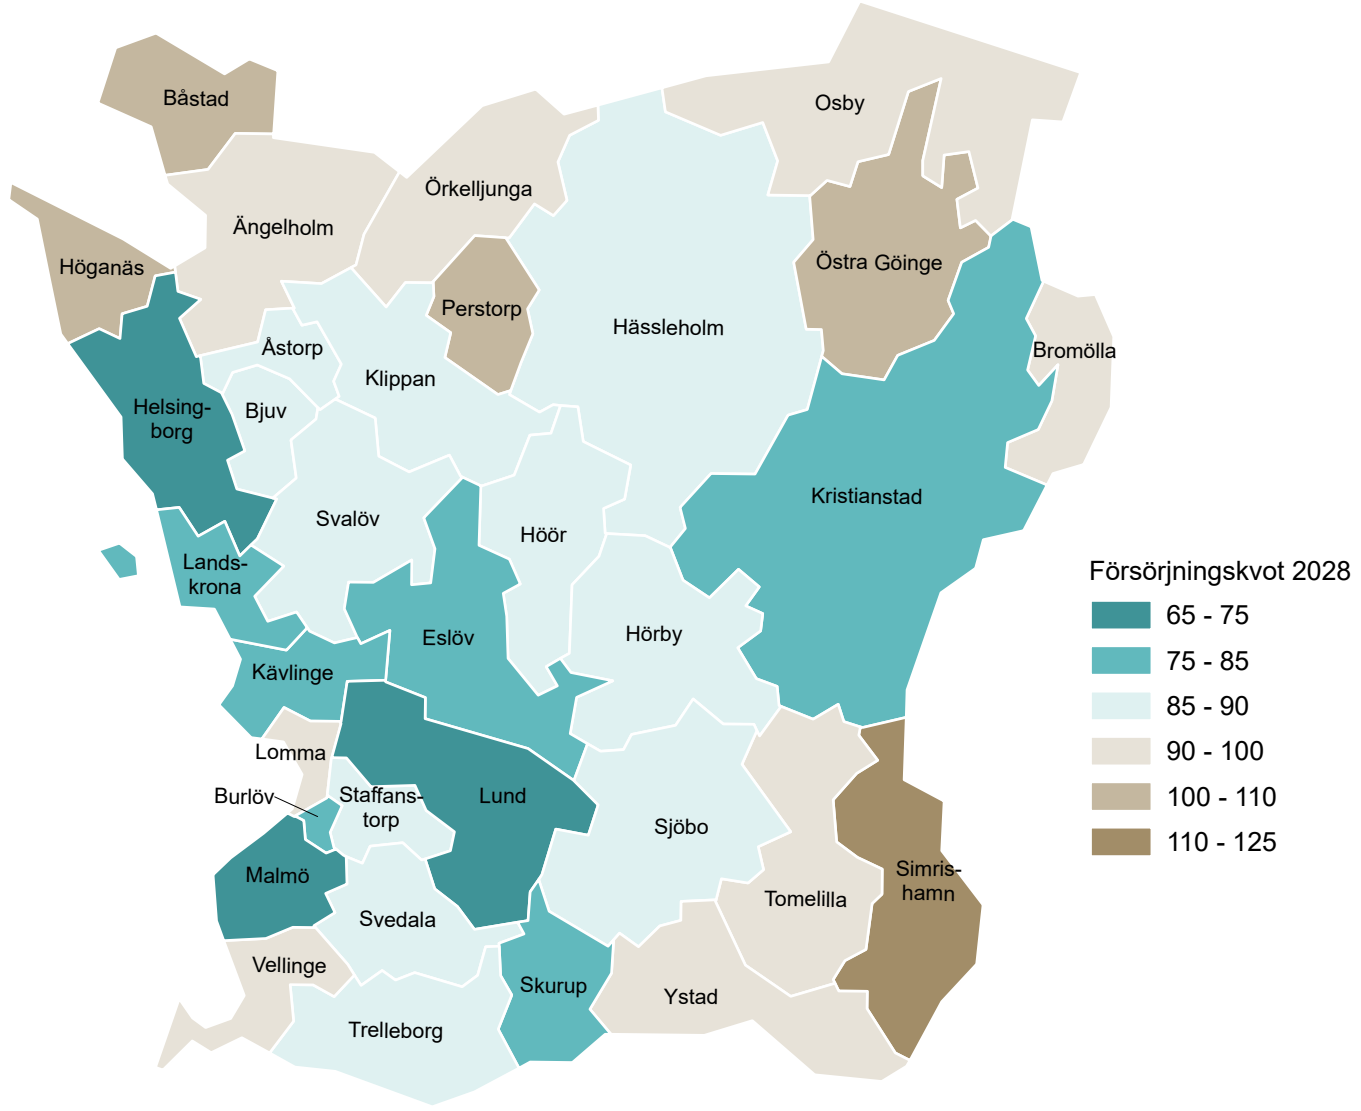 Båstad
Osby
Örkelljunga
Ängelholm
Höganäs
Östra Göinge
Perstorp
Hässleholm
Åstorp
Bromölla
Klippan
Helsing-
borg
Bjuv
Kristianstad
Svalöv
Höör
Lands-
krona
Hörby
Eslöv
Kävlinge
Lomma
Burlöv
Staffans-
torp
Lund
Sjöbo
Malmö
Simris-
hamn
Tomelilla
Svedala
Vellinge
Skurup
Ystad
Trelleborg
Försörjningskvot 2028
65 - 75
75 - 85
85 - 90
90 - 100
100 - 110
110 - 125